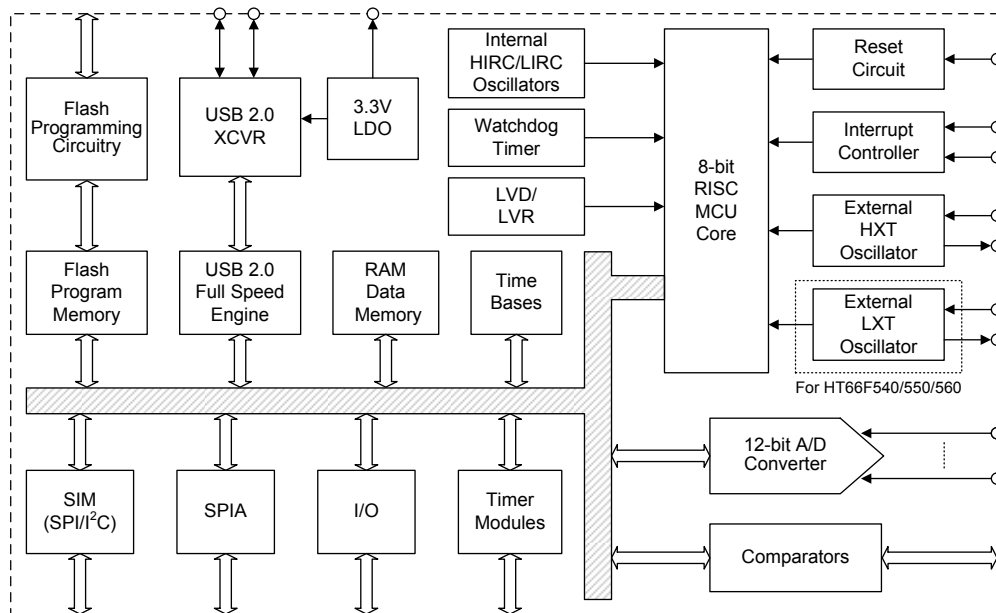 Flash
Programming
Circuitry
USB 2.0
XCVR
3.3V
LDO
Internal
HIRC/LIRC
Oscillators
Watchdog
Timer
LVD/
LVR
8-bit
RISC
MCU
Core
Reset
Circuit
Interrupt
Controller
External
HXT
Oscillator
External
LXT
Oscillator
For HT66F540/550/560
Flash
Program
Memory
USB 2.0
Full Speed
Engine
RAM
Data
Memory
Time
Bases
SIM
(SPI/I²C)
SPIA
I/O
Timer
Modules
12-bit A/D
Converter
Comparators